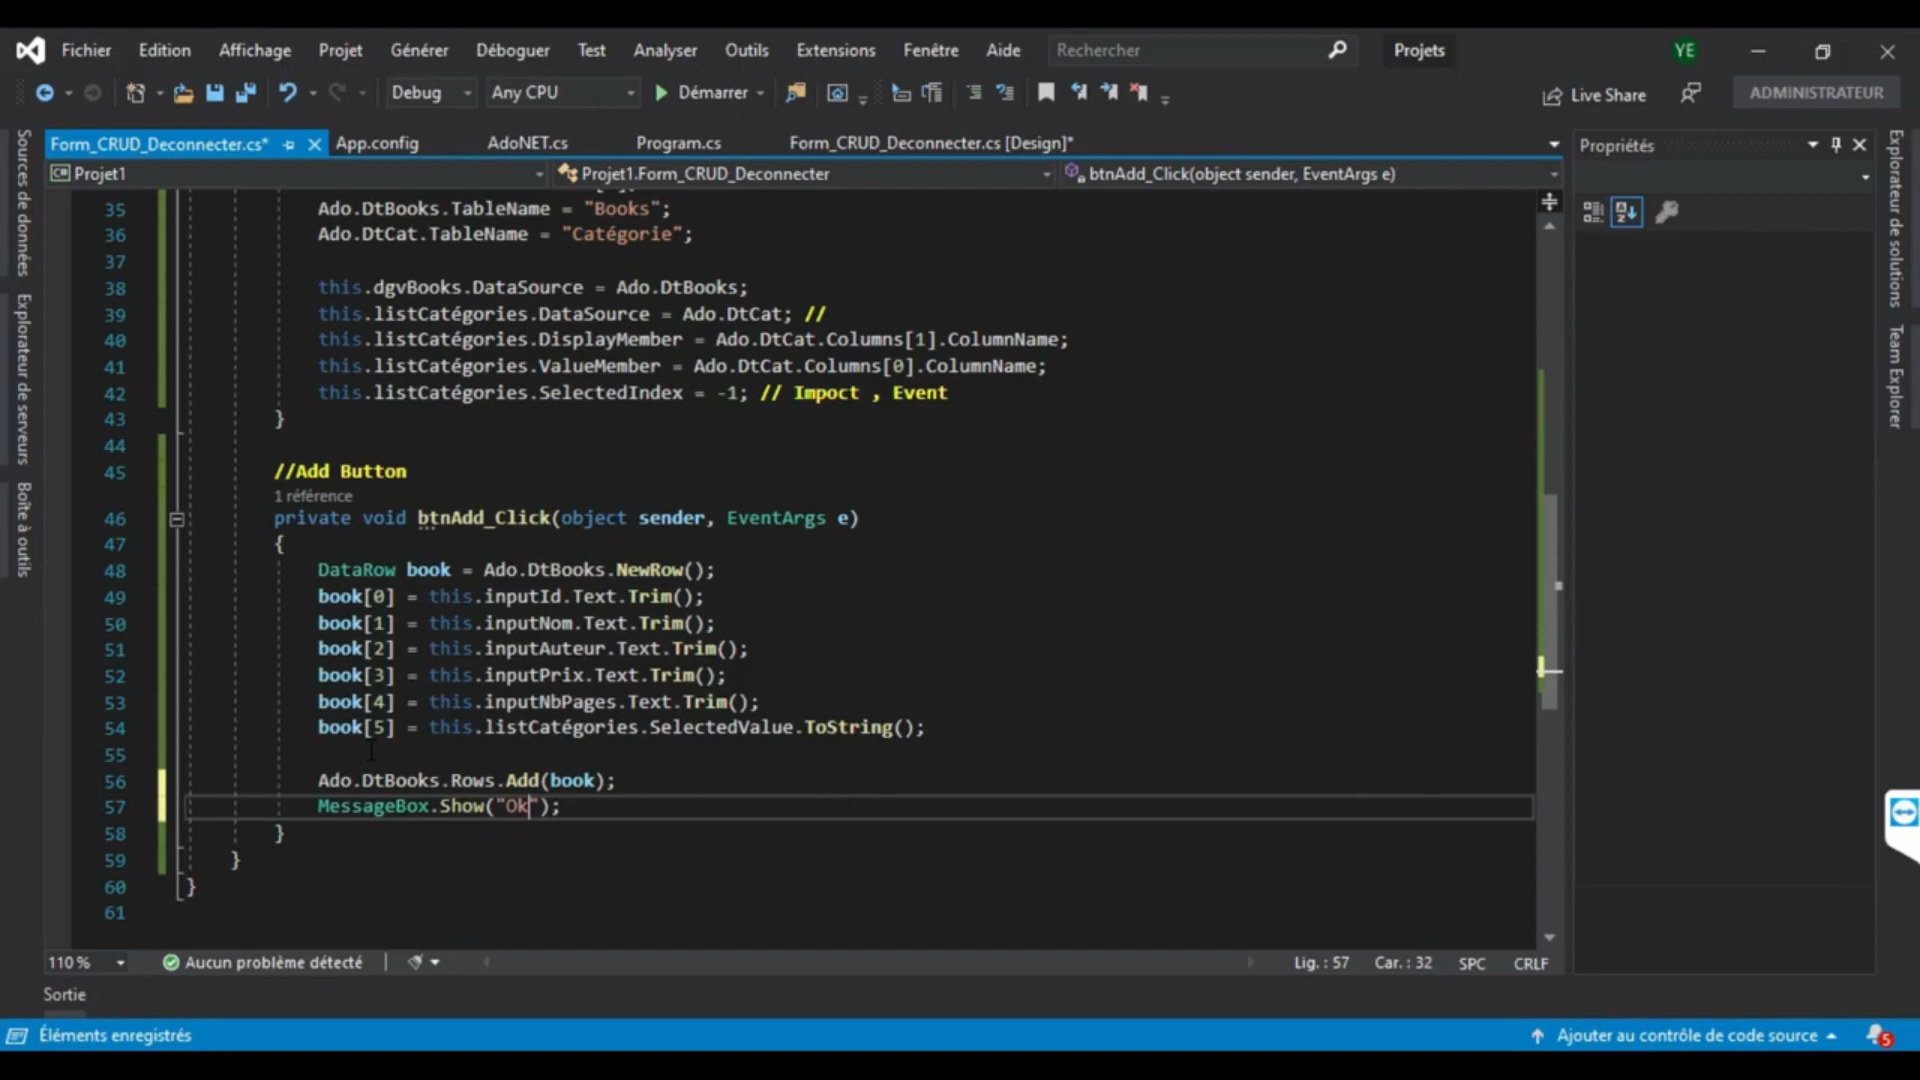 Fichier Edition Affichage Projet Générer Déboguer Test Analyser Outils Extensions Fenêtre Aide Rechercher Projets YE
Debug Any CPU Démarrer Live Share ADMINISTRATEUR
Form_CRUD_Deconnecter.cs* App.config AdoNET.cs Program.cs Form_CRUD_Deconnecter.cs [Design]* Propriétés
C# Projet1 Projet1.Form_CRUD_Deconnecter btnAdd_Click(object sender, EventArgs e)
Sources de données
Explorateur de serveurs
Boîte à outils
35 Ado.DtBooks.TableName = "Books";
36 Ado.DtCat.TableName = "Catégorie";
37
38 this.dgvBooks.DataSource = Ado.DtBooks;
39 this.listCatégories.DataSource = Ado.DtCat; //
40 this.listCatégories.DisplayMember = Ado.DtCat.Columns[1].ColumnName;
41 this.listCatégories.ValueMember = Ado.DtCat.Columns[0].ColumnName;
42 this.listCatégories.SelectedIndex = -1; // Impoct , Event
43 }
44
45 //Add Button
1 référence
46 private void btnAdd_Click(object sender, EventArgs e)
47 {
48 DataRow book = Ado.DtBooks.NewRow();
49 book[0] = this.inputId.Text.Trim();
50 book[1] = this.inputNom.Text.Trim();
51 book[2] = this.inputAuteur.Text.Trim();
52 book[3] = this.inputPrix.Text.Trim();
53 book[4] = this.inputNbPages.Text.Trim();
54 book[5] = this.listCatégories.SelectedValue.ToString();
55
56 Ado.DtBooks.Rows.Add(book);
57 MessageBox.Show("Ok");
58 }
59 }
60 }
61
Explorateur de solutions
Team Explorer
110 % Aucun problème détecté Lig. : 57 Car. : 32 SPC CRLF
Sortie
Éléments enregistrés Ajouter au contrôle de code source 5